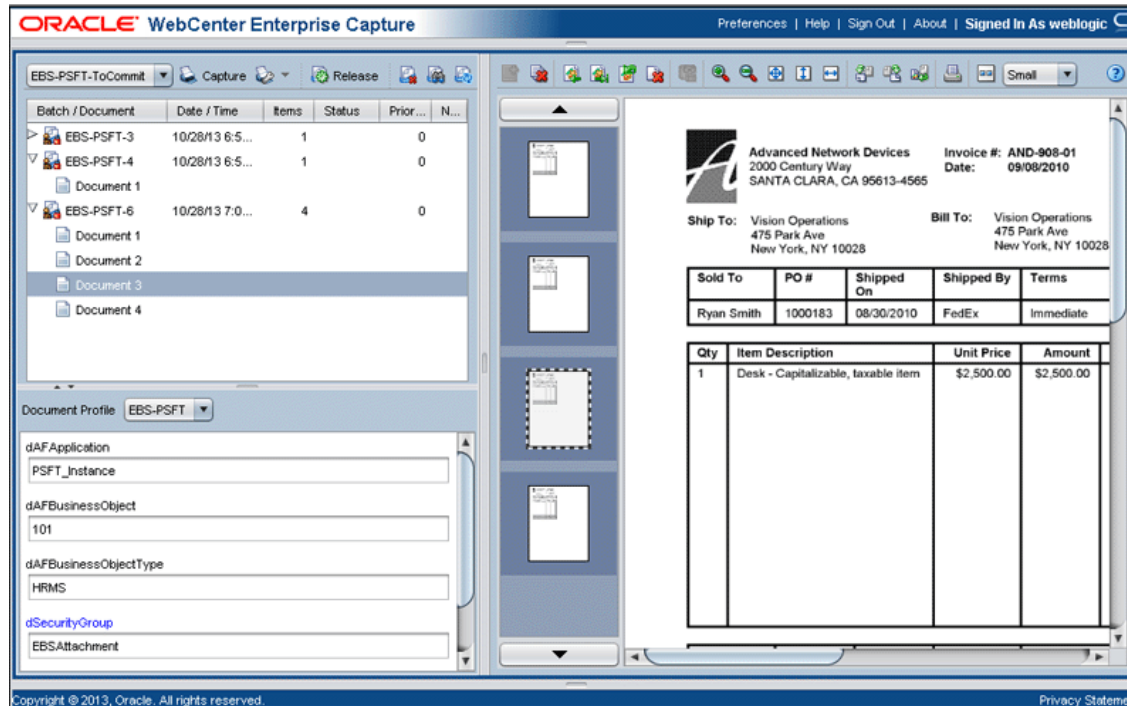 ORACLE WebCenter Enterprise Capture
Preferences | Help | Sign Out | About | Signed In As weblogic
EBS-PSFT-ToCommit Capture Release
Small
Batch / Document Date / Time Items Status Prior... N...
EBS-PSFT-3 10/28/13 6:5... 1 0
EBS-PSFT-4 10/28/13 6:5... 1 0
Document 1
EBS-PSFT-6 10/28/13 7:0... 4 0
Document 1
Document 2
Document 3
Document 4
Document Profile EBS-PSFT
dAFApplication
PSFT_Instance
dAFBusinessObject
101
dAFBusinessObjectType
HRMS
dSecurityGroup
EBSAttachment
Advanced Network Devices
2000 Century Way
SANTA CLARA, CA 95613-4565
Invoice #: AND-908-01
Date: 09/08/2010
Ship To: Vision Operations
475 Park Ave
New York, NY 10028
Bill To: Vision Operations
475 Park Ave
New York, NY 10028
Sold To PO # Shipped On Shipped By Terms
Ryan Smith 1000183 08/30/2010 FedEx Immediate
Qty Item Description Unit Price Amount
1 Desk - Capitalizable, taxable item $2,500.00 $2,500.00
Copyright © 2013, Oracle. All rights reserved.
Privacy Stateme